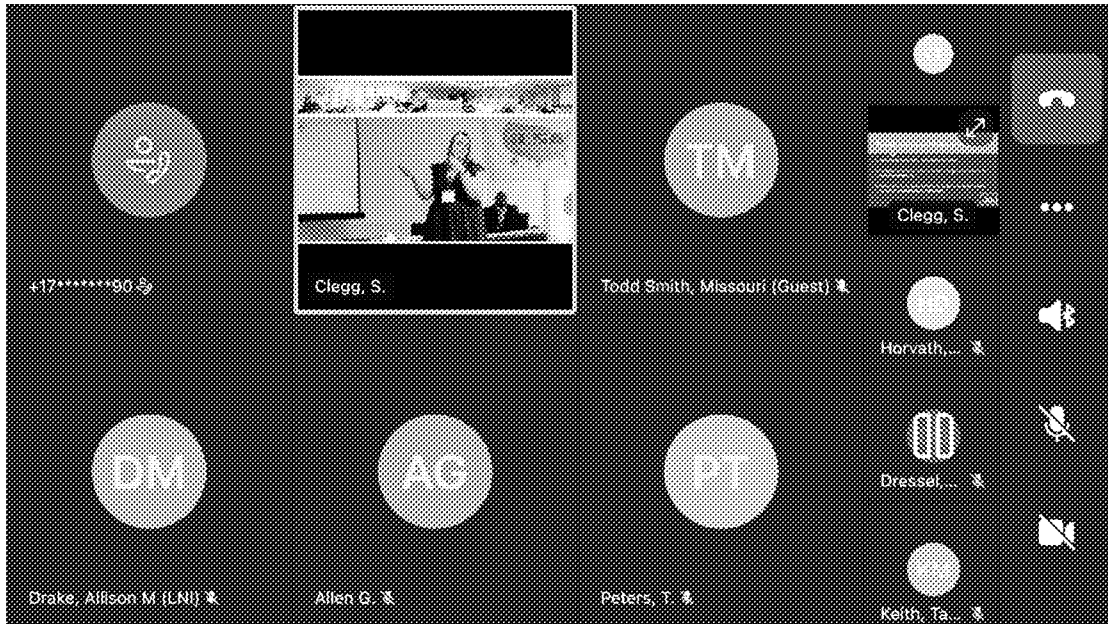 +17*******90
Clegg, S.
TM
Todd Smith, Missouri (Guest)
Clegg, S.
Horvath,...
Dressel,...
DM
Drake, Allison M (LNI)
AG
Allen G.
PT
Peters, T.
Keith, Ta...